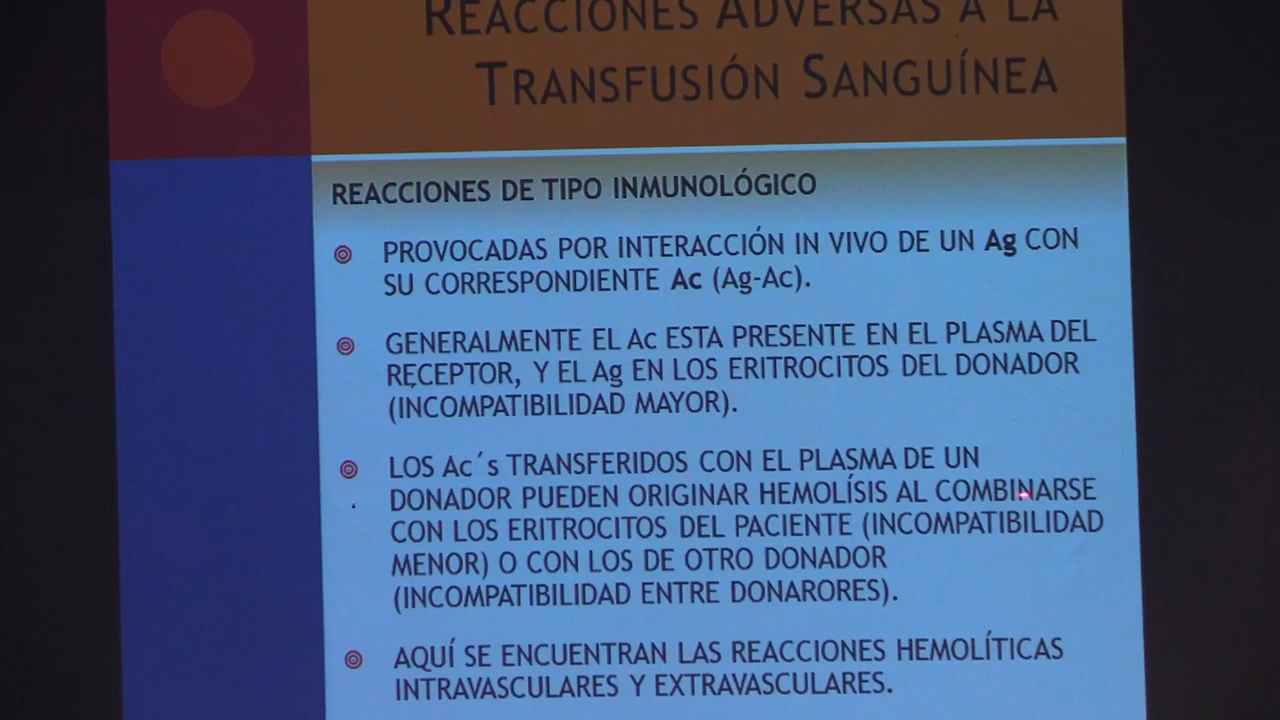 REACCIONES ADVERSAS A LA
TRANSFUSIÓN SANGUÍNEA
REACCIONES DE TIPO INMUNOLÓGICO
PROVOCADAS POR INTERACCIÓN IN VIVO DE UN Ag CON
SU CORRESPONDIENTE Ac (Ag-Ac).
GENERALMENTE EL Ac ESTA PRESENTE EN EL PLASMA DEL
RECEPTOR, Y EL Ag EN LOS ERITROCITOS DEL DONADOR
(INCOMPATIBILIDAD MAYOR).
LOS Ac´s TRANSFERIDOS CON EL PLASMA DE UN
DONADOR PUEDEN ORIGINAR HEMOLÍSIS AL COMBINARSE
CON LOS ERITROCITOS DEL PACIENTE (INCOMPATIBILIDAD
MENOR) O CON LOS DE OTRO DONADOR
(INCOMPATIBILIDAD ENTRE DONARORES).
AQUÍ SE ENCUENTRAN LAS REACCIONES HEMOLÍTICAS
INTRAVASCULARES Y EXTRAVASCULARES.